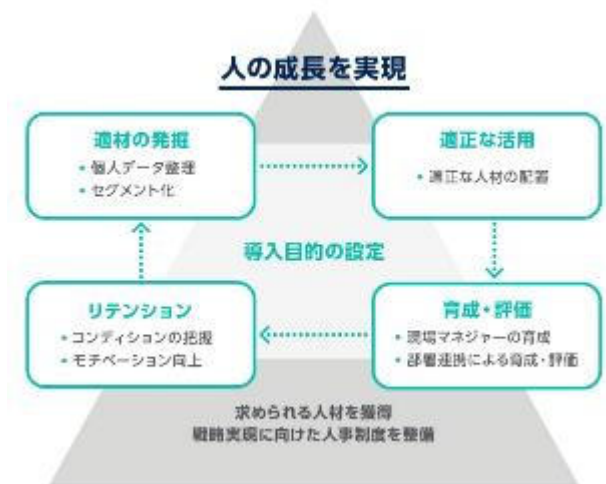 人の成長を実現
適材の発掘
• 個人データ整理
• セグメント化
適正な活用
• 適正な人材の配置
導入目的の設定
リテンション
• コンディションの把握
• モチベーション向上
育成・評価
• 現場マネジャーの育成
• 部署連携による育成・評価
求められる人材を獲得
戦略実現に向けた人事制度を整備